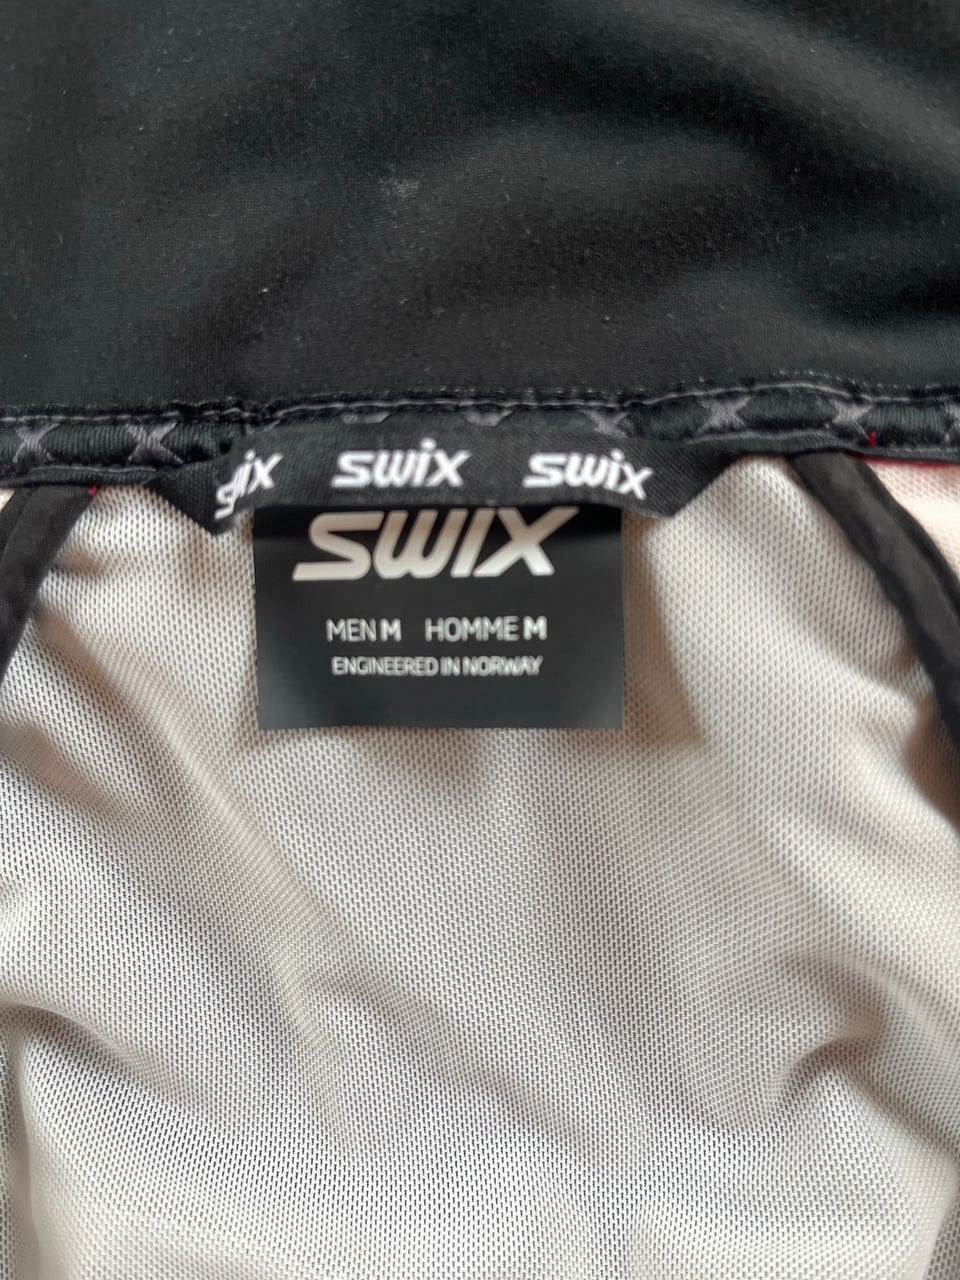 swix swix swix
SWIX
MEN M HOMME M
ENGINEERED IN NORWAY